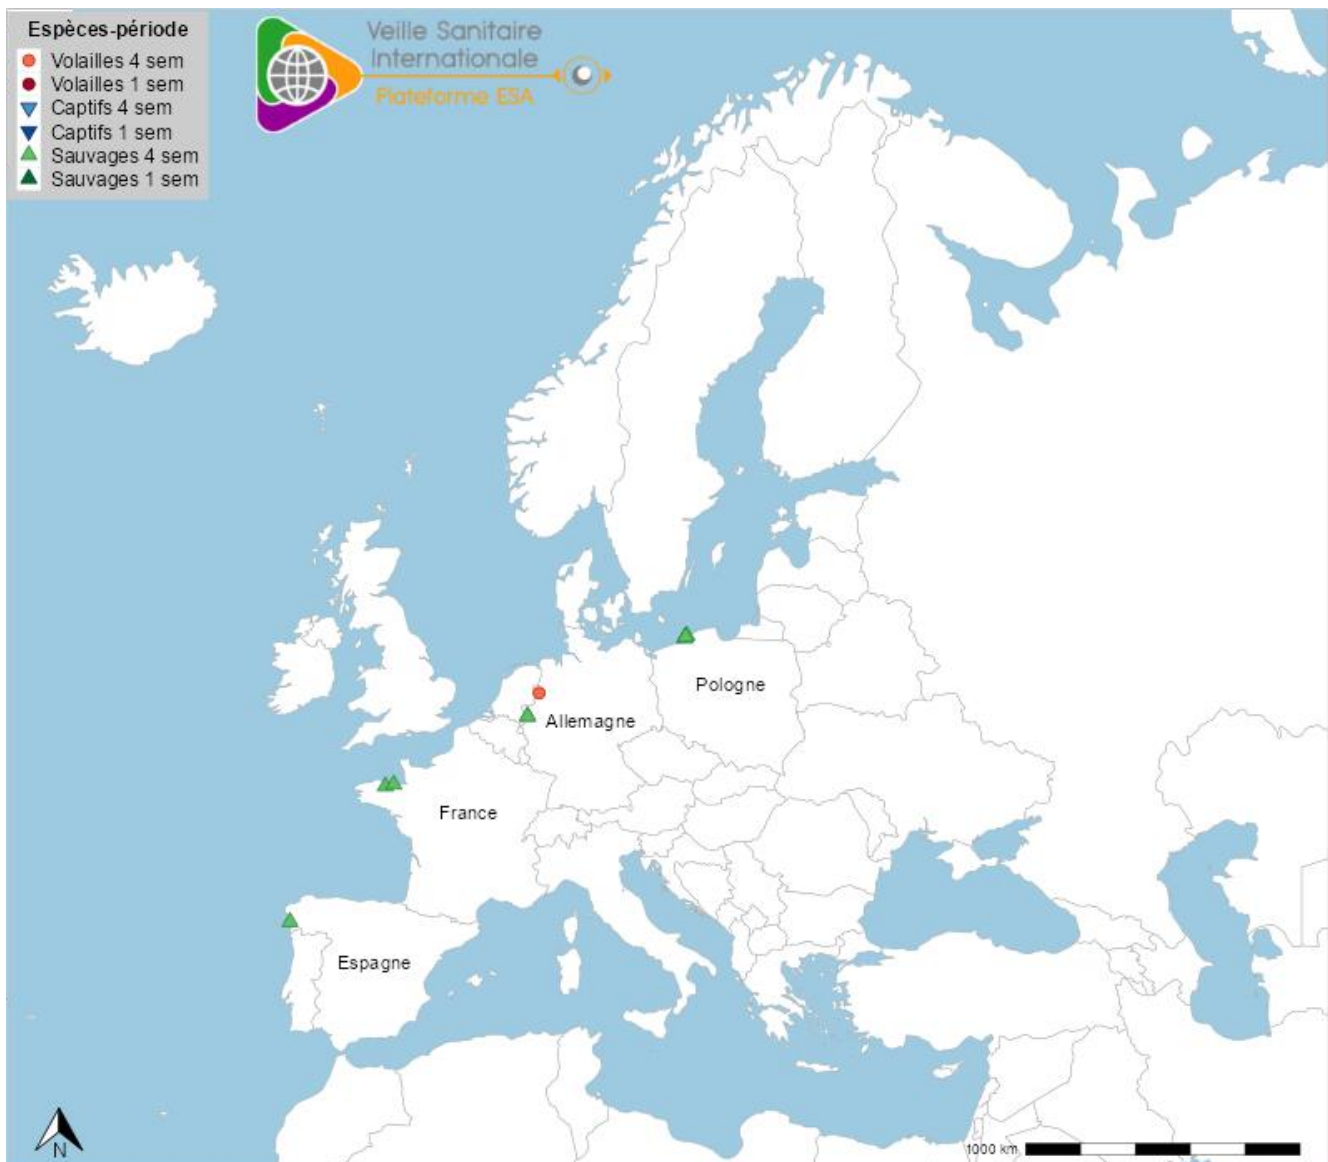 Espèces-période
Volailles 4 sem
Volailles 1 sem
Captifs 4 sem
Captifs 1 sem
Sauvages 4 sem
Sauvages 1 sem
Veille Sanitaire
Internationale
Plateforme ESA
Pologne
Allemagne
France
Espagne
N
1000 km